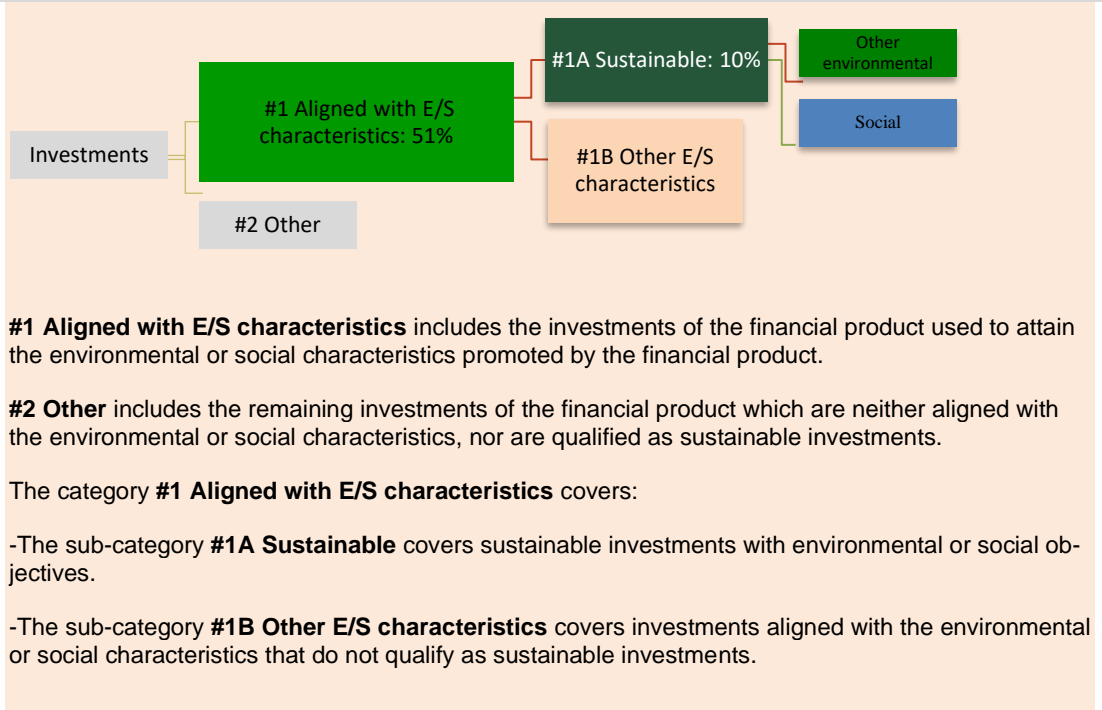 Investments
#1 Aligned with E/S
characteristics: 51%
#2 Other
#1A Sustainable: 10%
#1B Other E/S
characteristics
Other
environmental
Social
#1 Aligned with E/S characteristics includes the investments of the financial product used to attain
the environmental or social characteristics promoted by the financial product.
#2 Other includes the remaining investments of the financial product which are neither aligned with
the environmental or social characteristics, nor are qualified as sustainable investments.
The category #1 Aligned with E/S characteristics covers:
-The sub-category #1A Sustainable covers sustainable investments with environmental or social ob-
jectives.
-The sub-category #1B Other E/S characteristics covers investments aligned with the environmental
or social characteristics that do not qualify as sustainable investments.